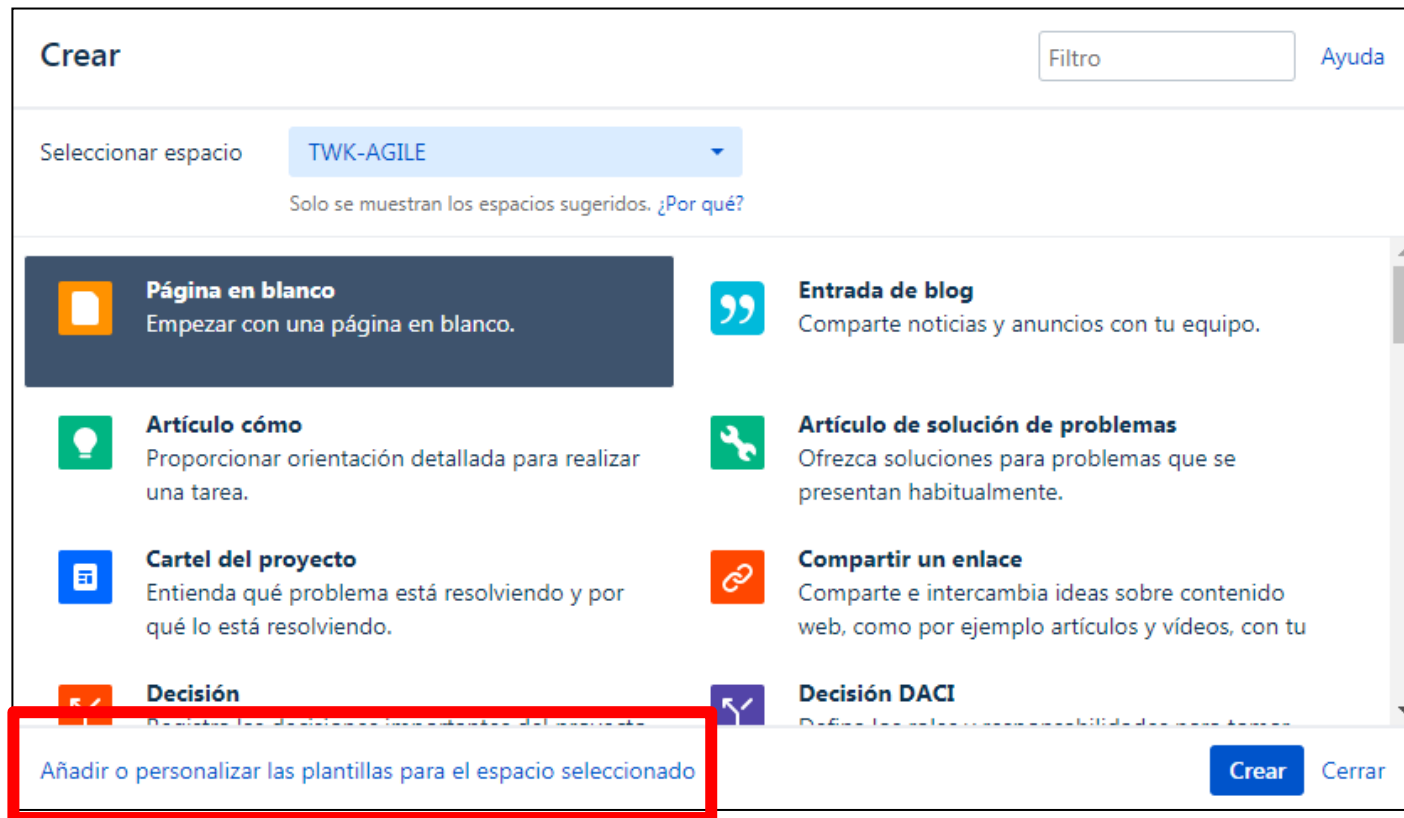 Crear
Filtro
Ayuda
Seleccionar espacio
TWK-AGILE
Solo se muestran los espacios sugeridos. ¿Por qué?
Página en blanco
Empezar con una página en blanco.
Entrada de blog
Comparte noticias y anuncios con tu equipo.
Artículo cómo
Proporcionar orientación detallada para realizar
una tarea.
Artículo de solución de problemas
Ofrezca soluciones para problemas que se
presentan habitualmente.
Cartel del proyecto
Entienda qué problema está resolviendo y por
qué lo está resolviendo.
Compartir un enlace
Comparte e intercambia ideas sobre contenido
web, como por ejemplo artículos y vídeos, con tu
Decisión
Decisión DACI
Añadir o personalizar las plantillas para el espacio seleccionado
Crear
Cerrar